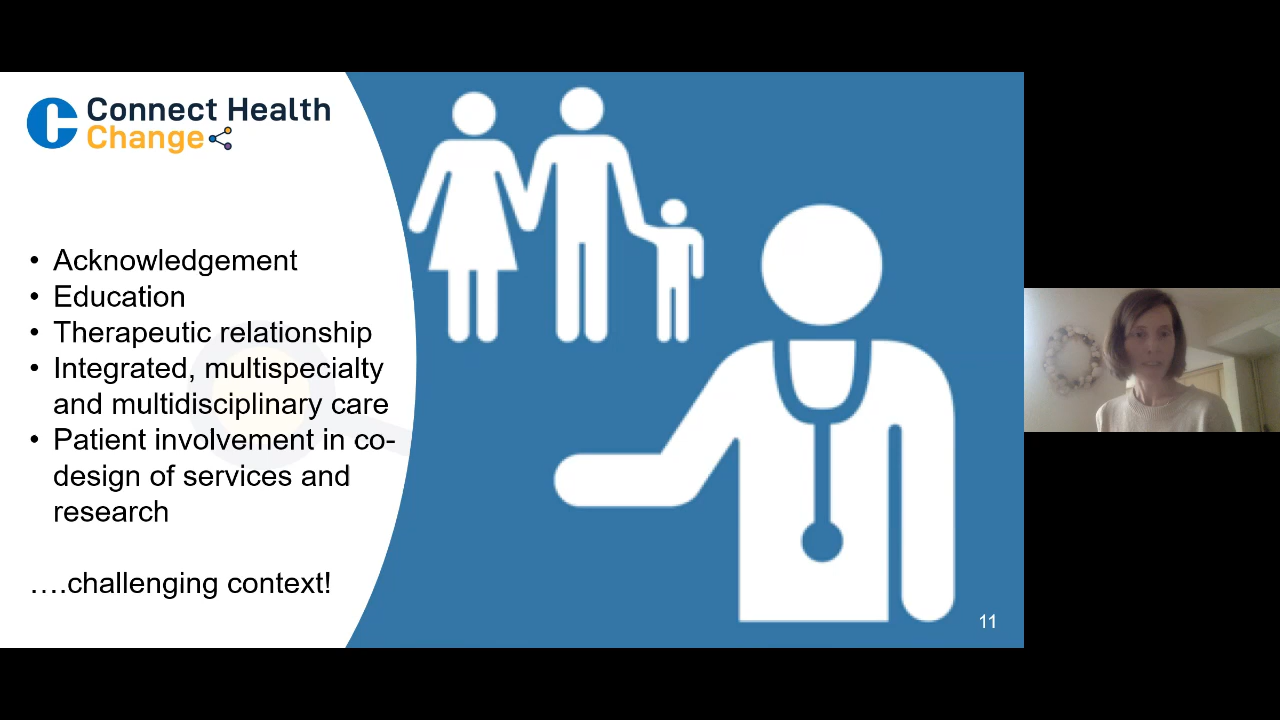 Connect Health
Change
• Acknowledgement
• Education
• Therapeutic relationship
• Integrated, multispecialty
and multidisciplinary care
• Patient involvement in co-
design of services and
research
….challenging context!
11